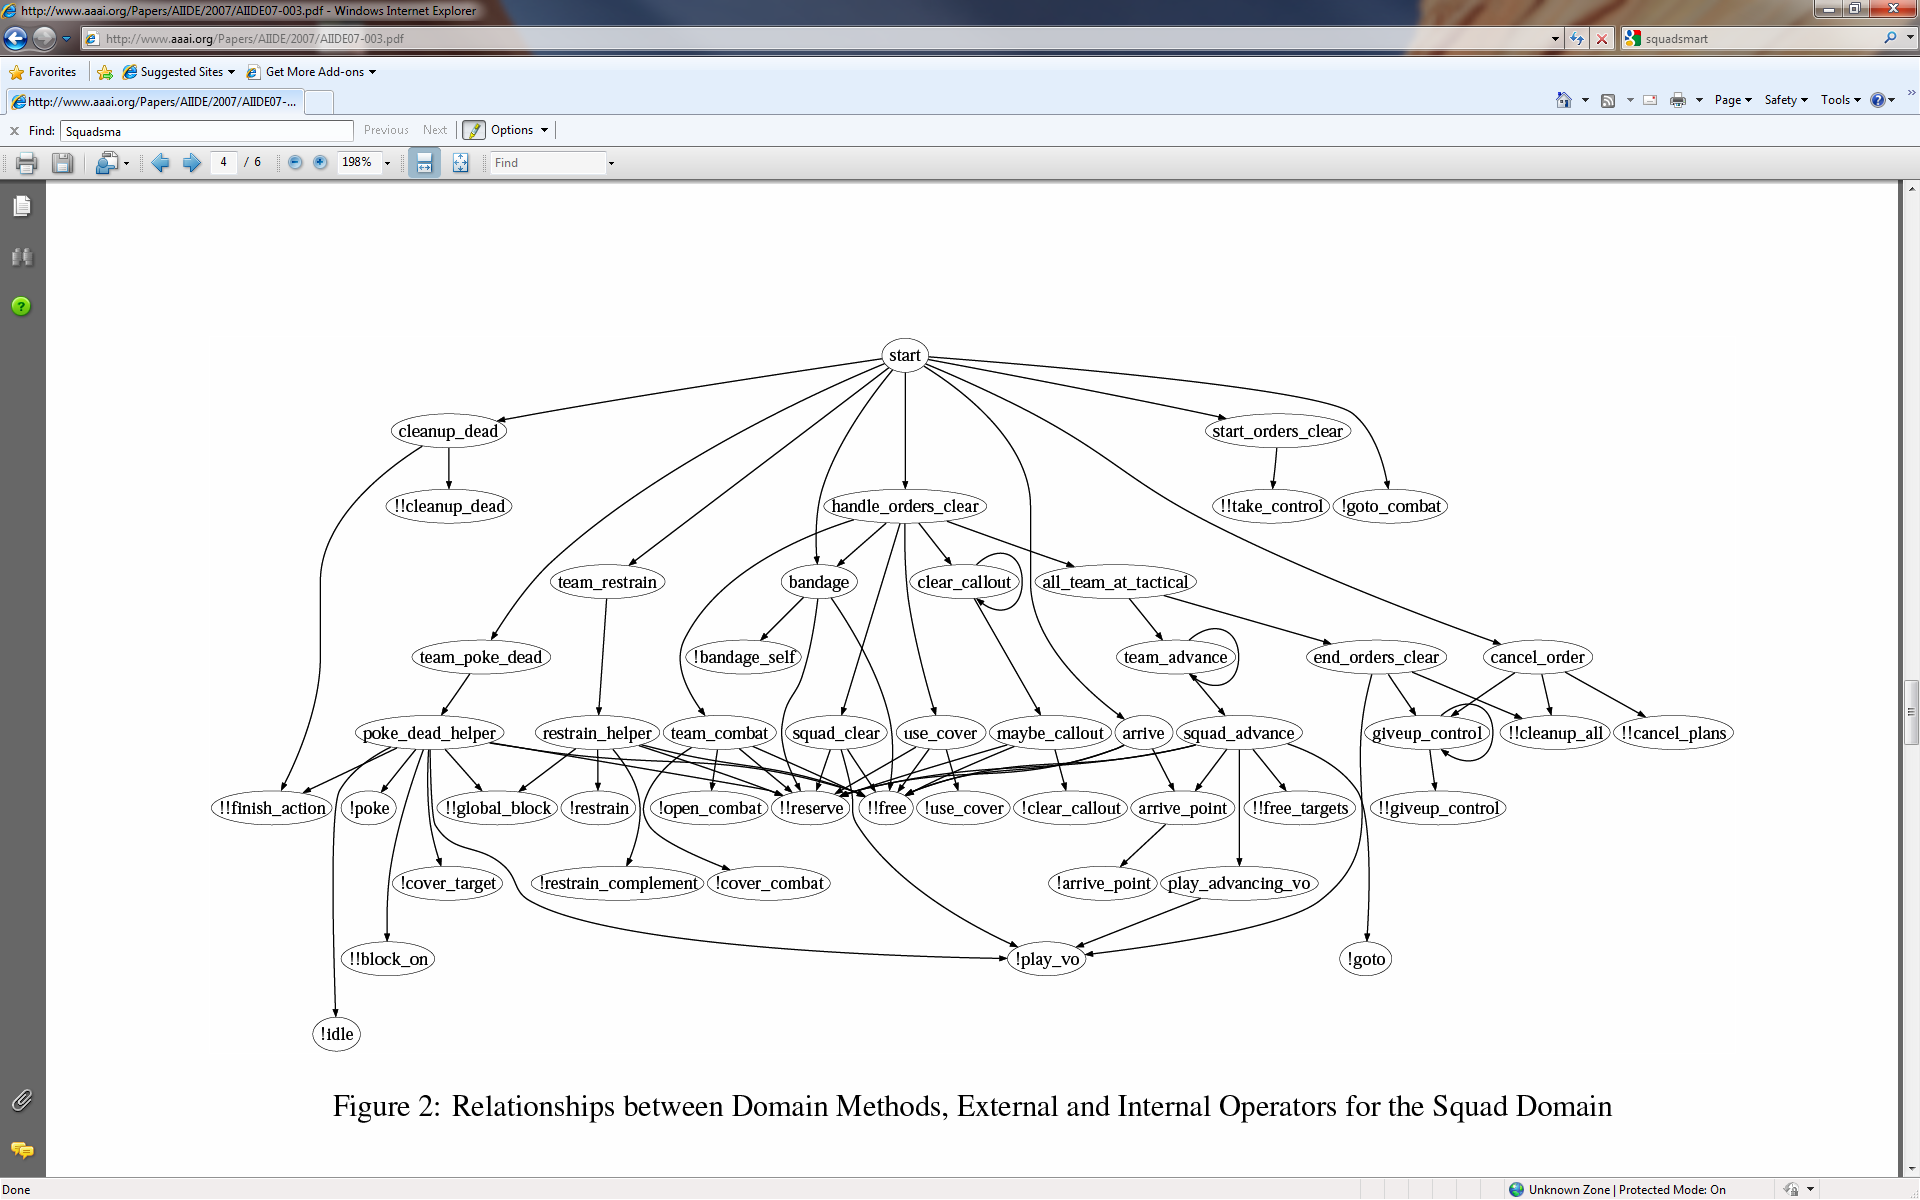 http://www.aaai.org/Papers/AIIDE/2007/AIIDE07-003.pdf - Windows Internet Explorer
http://www.aaai.org/Papers/AIIDE/2007/AIIDE07-003.pdf
squadsmart
Favorites
Suggested Sites
Get More Add-ons
http://www.aaai.org/Papers/AIIDE/2007/AIIDE07-...
Page
Safety
Tools
x Find: Squadsma
Previous
Next
Options
4 / 6
198%
Find
start
cleanup_dead
start_orders_clear
!!cleanup_dead
handle_orders_clear
!!take_control
!goto_combat
team_restrain
bandage
clear_callout
all_team_at_tactical
team_poke_dead
!bandage_self
team_advance
end_orders_clear
cancel_order
poke_dead_helper
restrain_helper
team_combat
squad_clear
use_cover
maybe_callout
arrive
squad_advance
giveup_control
!!cleanup_all
!!cancel_plans
!!finish_action
!poke
!!global_block
!restrain
!open_combat
!!reserve
!!free
!use_cover
!clear_callout
arrive_point
!!free_targets
!!giveup_control
!cover_target
!restrain_complement
!cover_combat
!arrive_point
play_advancing_vo
!!block_on
!play_vo
!goto
!idle
Figure 2: Relationships between Domain Methods, External and Internal Operators for the Squad Domain
Done
Unknown Zone | Protected Mode: On